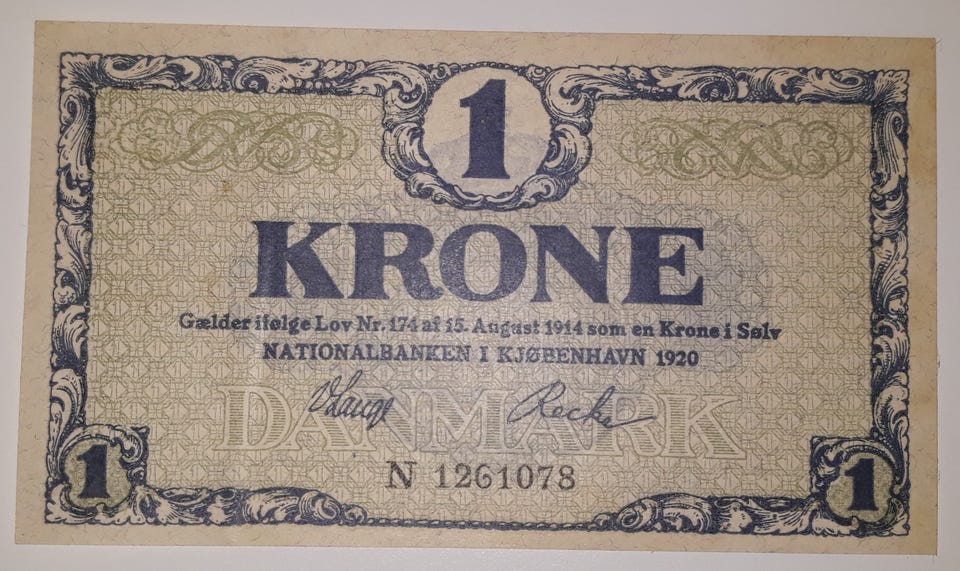 1
KRONE
Gælder ifølge Lov Nr. 174 af 15. August 1914 som en Krone i Sølv
NATIONALBANKEN I KJØBENHAVN 1920
DANMARK
V Lange
N 1261078
1
1